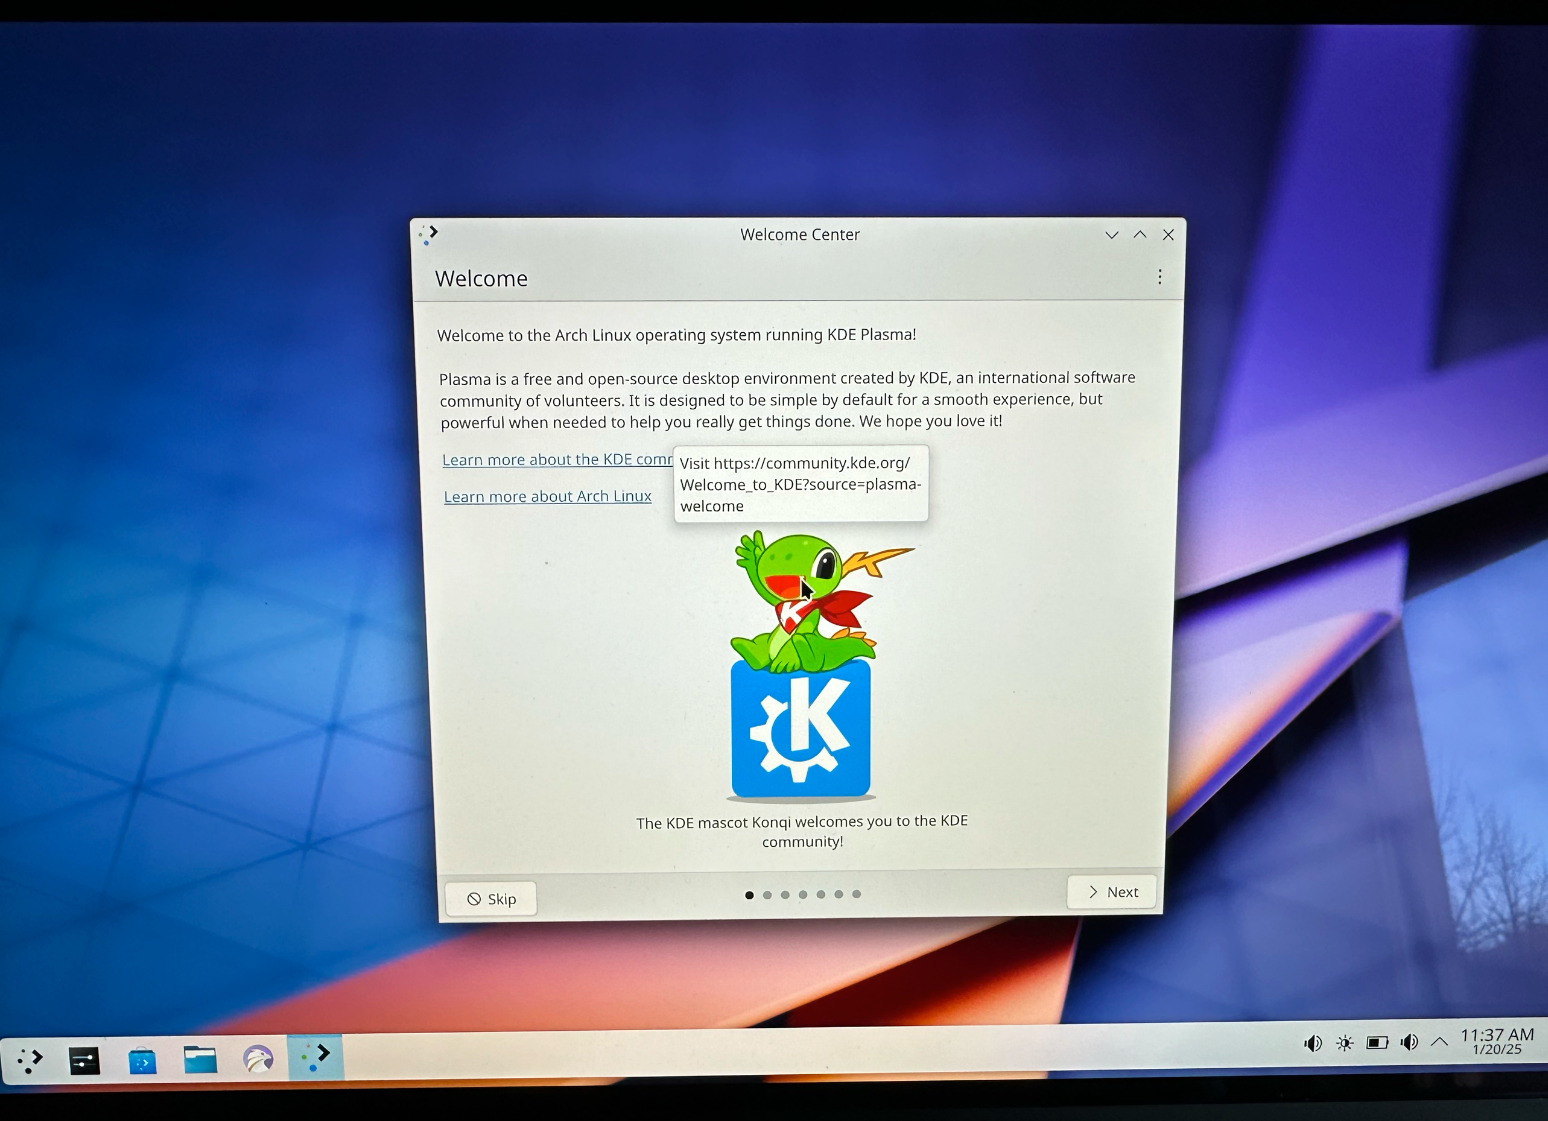 Welcome Center
Welcome
Welcome to the Arch Linux operating system running KDE Plasma!
Plasma is a free and open-source desktop environment created by KDE, an international software
community of volunteers. It is designed to be simple by default for a smooth experience, but
powerful when needed to help you really get things done. We hope you love it!
Learn more about the KDE com
Visit https://community.kde.org/
Welcome_to_KDE?source=plasma-
welcome
Learn more about Arch Linux
K
K
The KDE mascot Konqi welcomes you to the KDE
community!
Skip
Next
11:37 AM
1/20/25